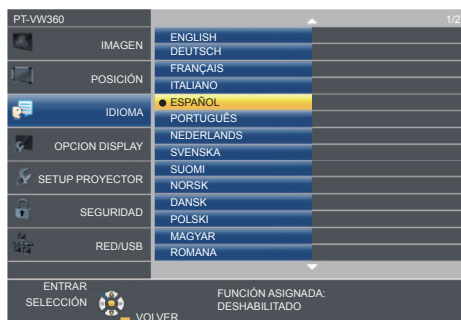 PT-VW360 1/2
IMAGEN
POSICIÓN
IDIOMA
OPCION DISPLAY
SETUP PROYECTOR
SEGURIDAD
RED/USB
ENGLISH
DEUTSCH
FRANÇAIS
ITALIANO
ESPAÑOL
PORTUGUÊS
NEDERLANDS
SVENSKA
SUOMI
NORSK
DANSK
POLSKI
MAGYAR
ROMANA
ENTRAR
SELECCIÓN
VOLVER
FUNCIÓN ASIGNADA:
DESHABILITADO